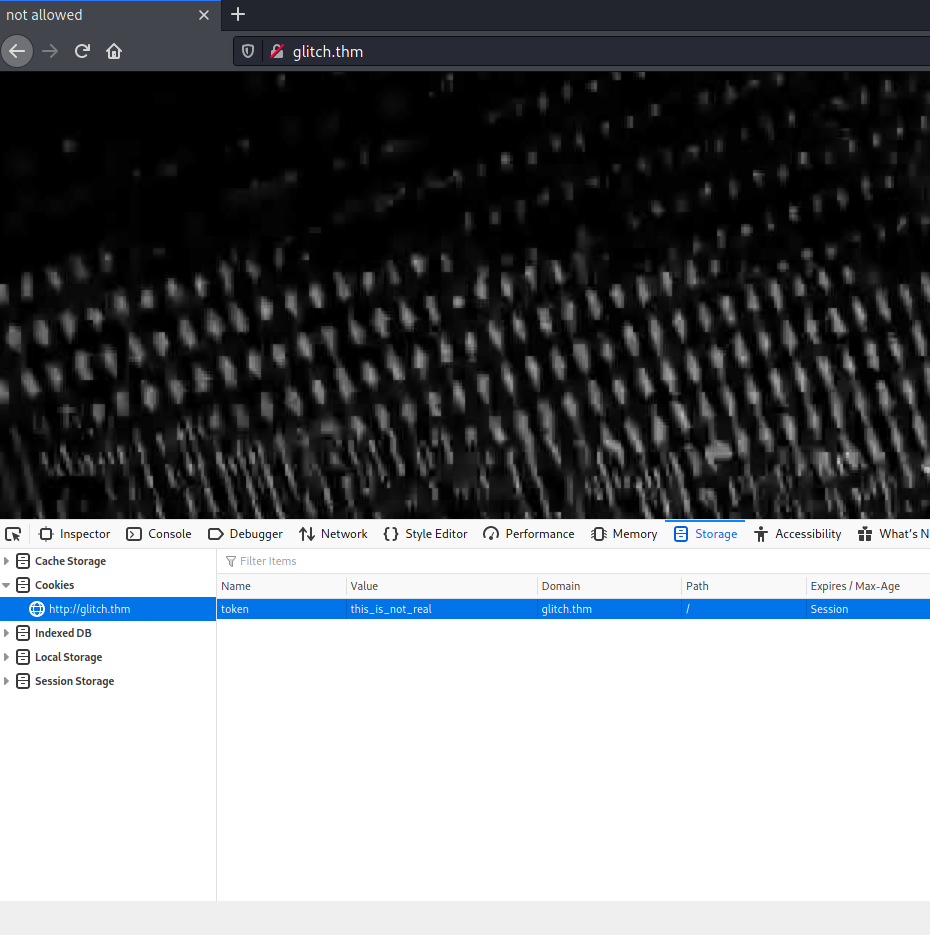 not allowed
glitch.thm
Inspector Console Debugger Network Style Editor Performance Memory Storage Accessibility What's N
Cache Storage
Filter Items
Cookies
Name Value Domain Path Expires / Max-Age
http://glitch.thm
token this_is_not_real glitch.thm / Session
Indexed DB
Local Storage
Session Storage